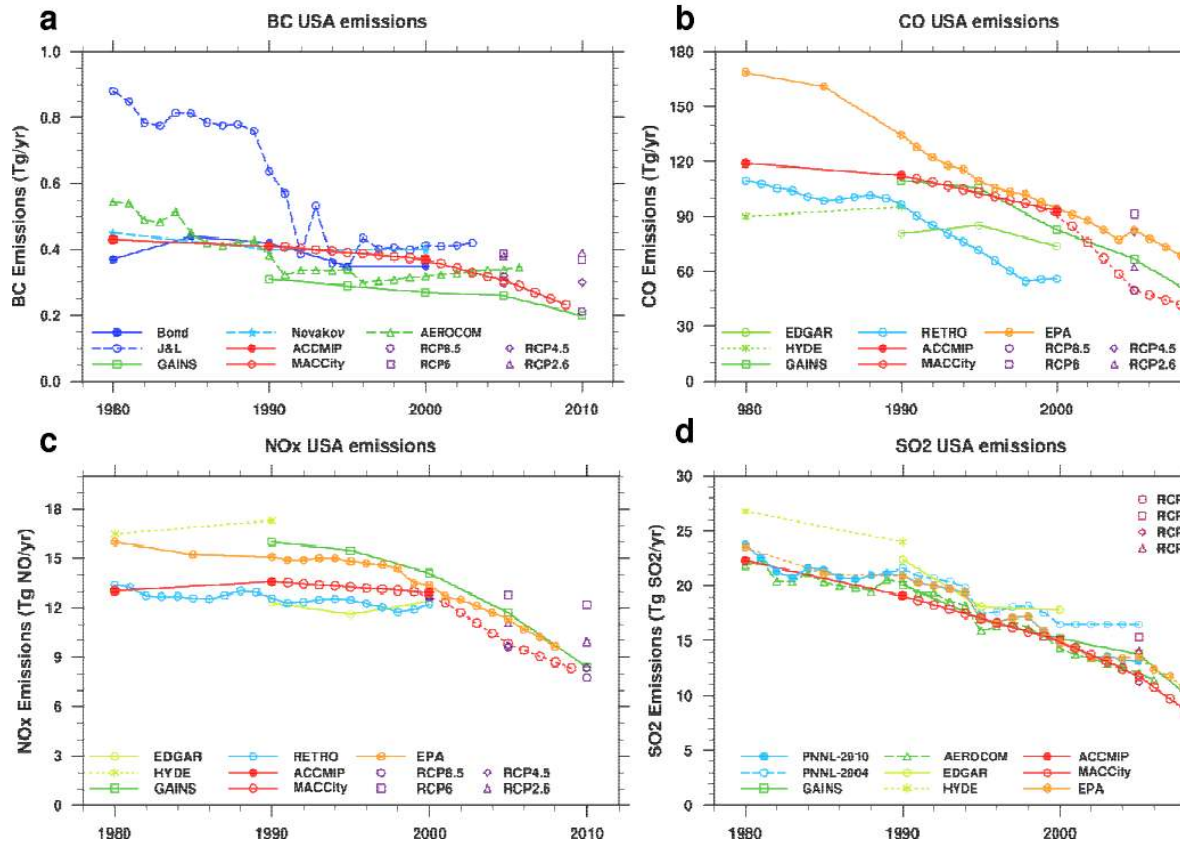 a
BC USA emissions
BC Emissions (Tg/yr)
1.0
0.8
0.6
0.4
0.2
0.0
Bond
J&L
GAINS
Novakov
ACCMIP
MACCity
AEROCOM
RCP8.5
RCP6
RCP4.5
RCP2.6
1980
1990
2000
2010
b
CO USA emissions
CO Emissions (Tg/yr)
180
150
120
90
60
30
0
EDGAR
HYDE
GAINS
RETRO
ACCMIP
MACCity
EPA
RCP8.5
RCP6
RCP4.5
RCP2.6
980
1990
2000
c
NOx USA emissions
NOx Emissions (Tg NO/yr)
18
15
12
9
6
3
0
EDGAR
HYDE
GAINS
RETRO
ACCMIP
MACCity
EPA
RCP8.5
RCP6
RCP4.5
RCP2.6
1980
1990
2000
2010
d
SO2 USA emissions
SO2 Emissions (Tg SO2/yr)
30
25
20
15
10
5
0
RCP
RCP
RCP
RCP
PNNL-2010
PNNL-2004
GAINS
AEROCOM
EDGAR
HYDE
ACCMIP
MACCity
EPA
1980
1990
2000